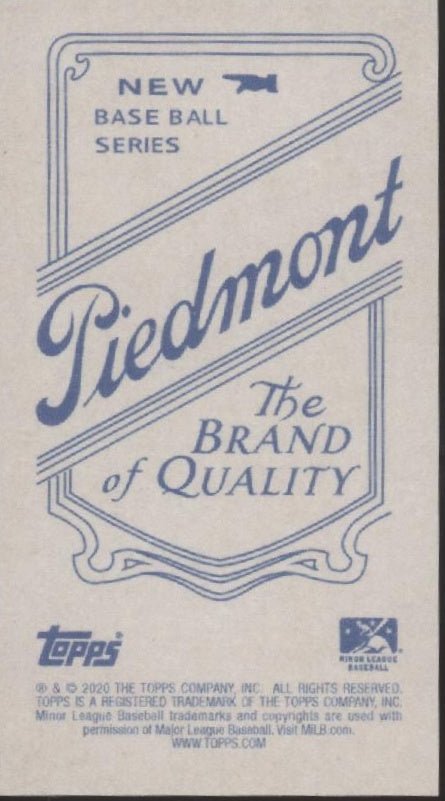 NEW
BASE BALL
SERIES
Piedmont
The
BRAND
of QUALITY
topps®
MINOR LEAGUE
BASEBALL
® & © 2020 THE TOPPS COMPANY, INC. ALL RIGHTS RESERVED.
TOPPS IS A REGISTERED TRADEMARK OF THE TOPPS COMPANY, INC.
Minor League Baseball trademarks and copyrights are used with
permission of Major League Baseball. Visit MiLB.com.
WWW.TOPPS.COM